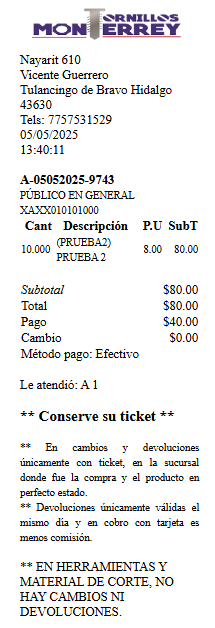 TORNILLOS
MONTERREY
Nayarit 610
Vicente Guerrero
Tulancingo de Bravo Hidalgo
43630
Tels: 7757531529
05/05/2025
13:40:11
A-05052025-9743
PÚBLICO EN GENERAL
XAXX010101000
Cant Descripción P.U SubT
10.000 (PRUEBA2) PRUEBA 2 8.00 80.00
Subtotal $80.00
Total $80.00
Pago $40.00
Cambio $0.00
Método pago: Efectivo
Le atendió: A 1
** Conserve su ticket **
** En cambios y devoluciones
únicamente con ticket, en la sucursal
donde fue la compra y el producto en
perfecto estado.
** Devoluciones únicamente válidas el
mismo día y en cobro con tarjeta es
menos comisión.
** EN HERRAMIENTAS Y
MATERIAL DE CORTE, NO
HAY CAMBIOS NI
DEVOLUCIONES.